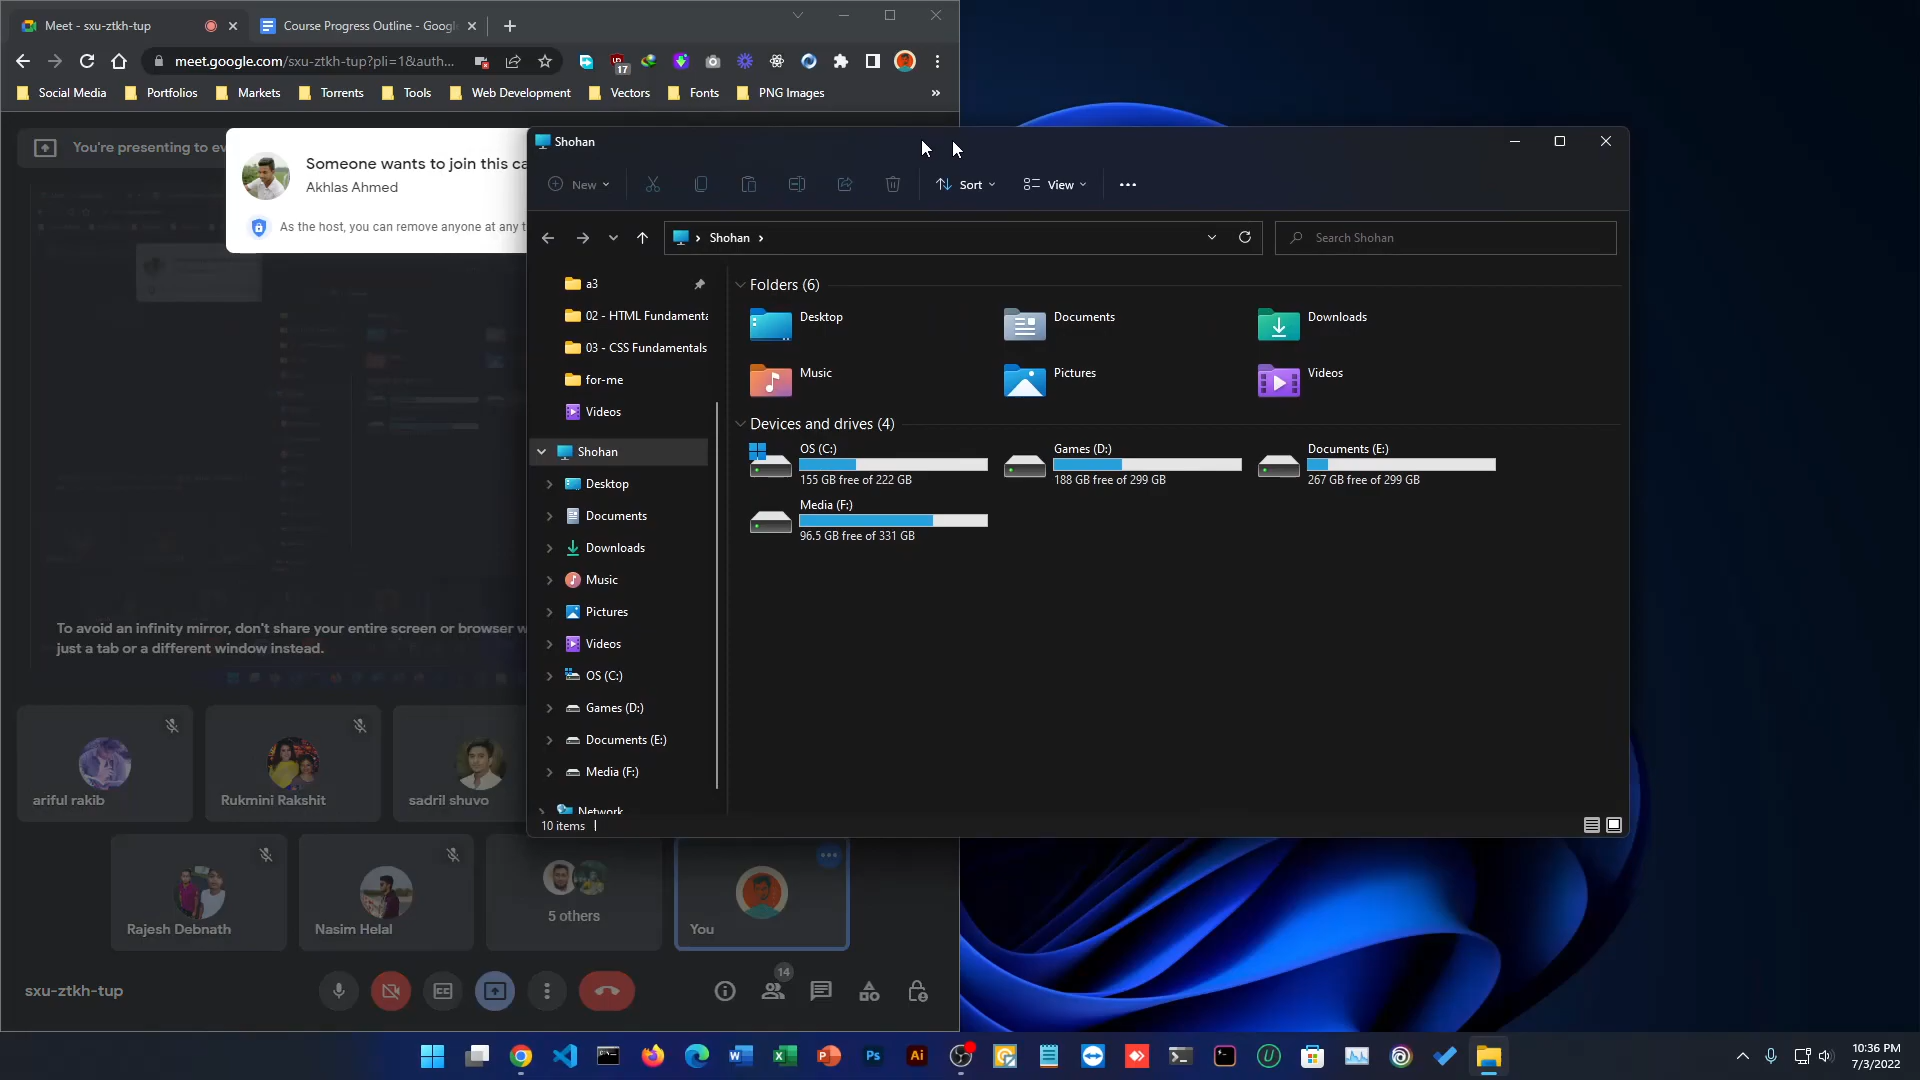 Meet - sxu-ztkh-tup
Course Progress Outline - Google
meet.google.com/sxu-ztkh-tup?pli=1&auth...
17
Social Media
Portfolios
Markets
Torrents
Tools
Web Development
Vectors
Fonts
PNG Images
»
You're presenting to ev
Someone wants to join this ca
Akhlas Ahmed
As the host, you can remove anyone at any t
To avoid an infinity mirror, don't share your entire screen or browser w
just a tab or a different window instead.
ariful rakib
Rukmini Rakshit
sadril shuvo
Rajesh Debnath
Nasim Helal
5 others
You
sxu-ztkh-tup
14
Shohan
New
Sort
View
Shohan
Search Shohan
a3
02 - HTML Fundamenta
03 - CSS Fundamentals
for-me
Videos
Shohan
Desktop
Documents
Downloads
Music
Pictures
Videos
OS (C:)
Games (D:)
Documents (E:)
Media (F:)
Network
Folders (6)
Desktop
Documents
Downloads
Music
Pictures
Videos
Devices and drives (4)
OS (C:)
155 GB free of 222 GB
Games (D:)
188 GB free of 299 GB
Documents (E:)
267 GB free of 299 GB
Media (F:)
96.5 GB free of 331 GB
10 items
Ps
Ai
10:36 PM
7/3/2022